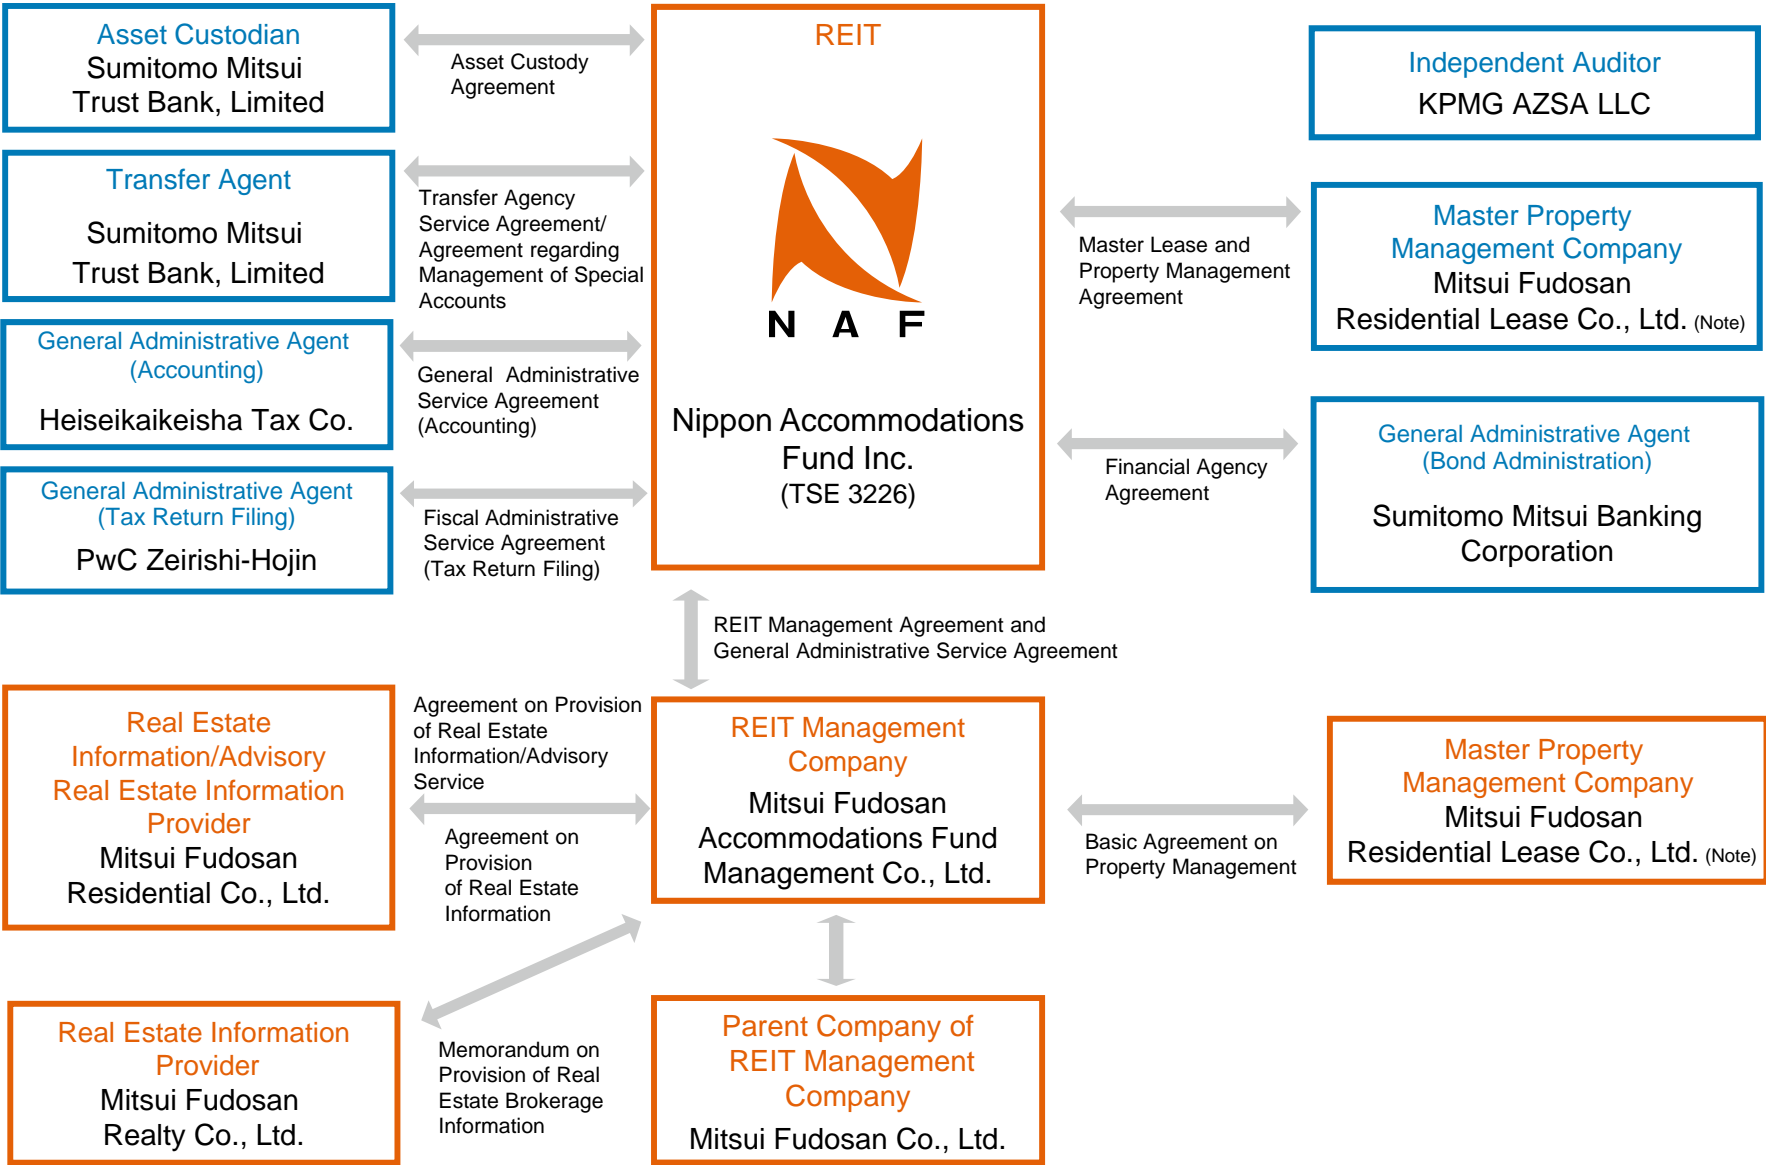 Asset Custodian
Sumitomo Mitsui
Trust Bank, Limited
Asset Custody
Agreement
Transfer Agent
Sumitomo Mitsui
Trust Bank, Limited
Transfer Agency
Service Agreement/
Agreement regarding
Management of Special
Accounts
General Administrative Agent
(Accounting)
Heiseikaikeisha Tax Co.
General Administrative
Service Agreement
(Accounting)
General Administrative Agent
(Tax Return Filing)
PwC Zeirishi-Hojin
Fiscal Administrative
Service Agreement
(Tax Return Filing)
REIT
NAF
Nippon Accommodations
Fund Inc.
(TSE 3226)
Independent Auditor
KPMG AZSA LLC
Master Lease and
Property Management
Agreement
Master Property
Management Company
Mitsui Fudosan
Residential Lease Co., Ltd. (Note)
Financial Agency
Agreement
General Administrative Agent
(Bond Administration)
Sumitomo Mitsui Banking
Corporation
REIT Management Agreement and
General Administrative Service Agreement
Real Estate
Information/Advisory
Real Estate Information
Provider
Mitsui Fudosan
Residential Co., Ltd.
Agreement on Provision
of Real Estate
Information/Advisory
Service
Agreement on
Provision
of Real Estate
Information
REIT Management
Company
Mitsui Fudosan
Accommodations Fund
Management Co., Ltd.
Basic Agreement on
Property Management
Master Property
Management Company
Mitsui Fudosan
Residential Lease Co., Ltd. (Note)
Real Estate Information
Provider
Mitsui Fudosan
Realty Co., Ltd.
Memorandum on
Provision of Real
Estate Brokerage
Information
Parent Company of
REIT Management
Company
Mitsui Fudosan Co., Ltd.